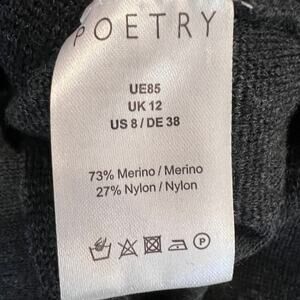 POETRY
UE85
UK 12
US 8 / DE 38
73% Merino / Merino
27% Nylon / Nylon
P